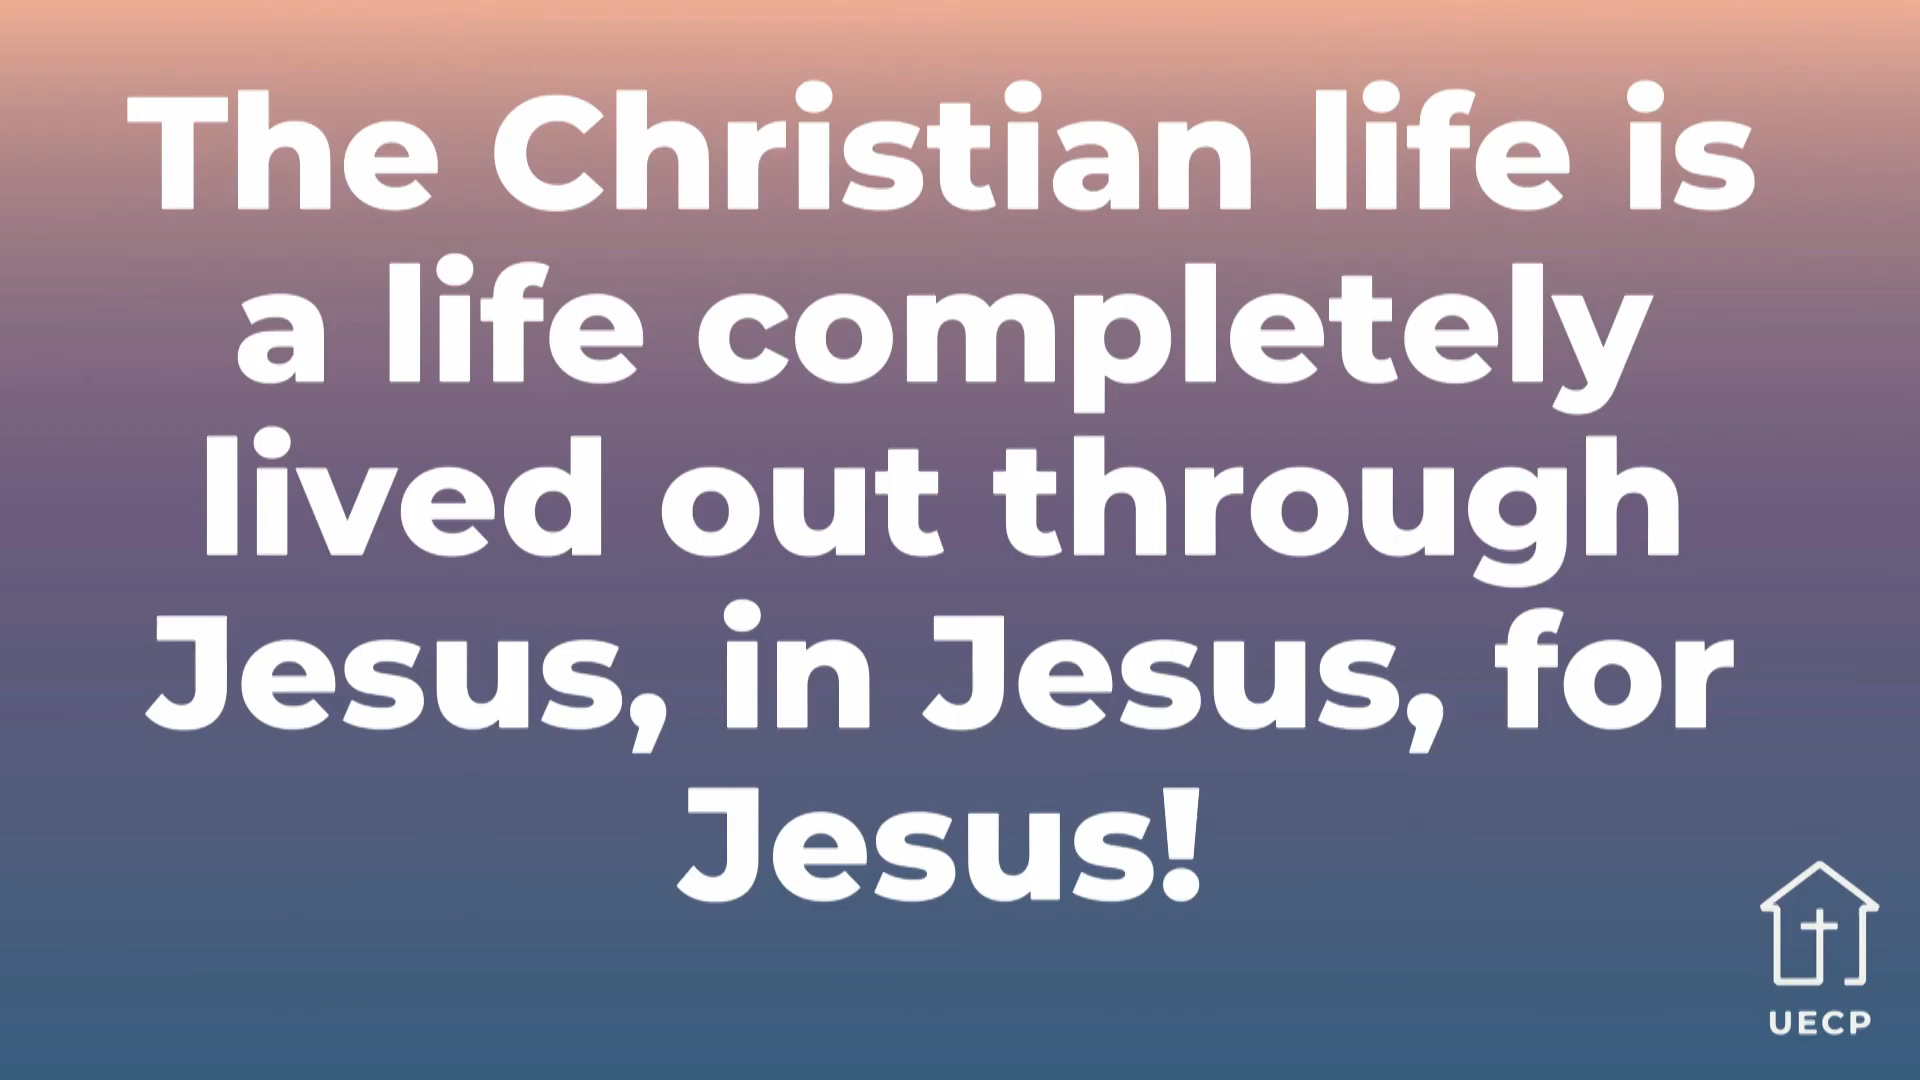 The Christian life is
a life completely
lived out through
Jesus, in Jesus, for
Jesus!
UECP